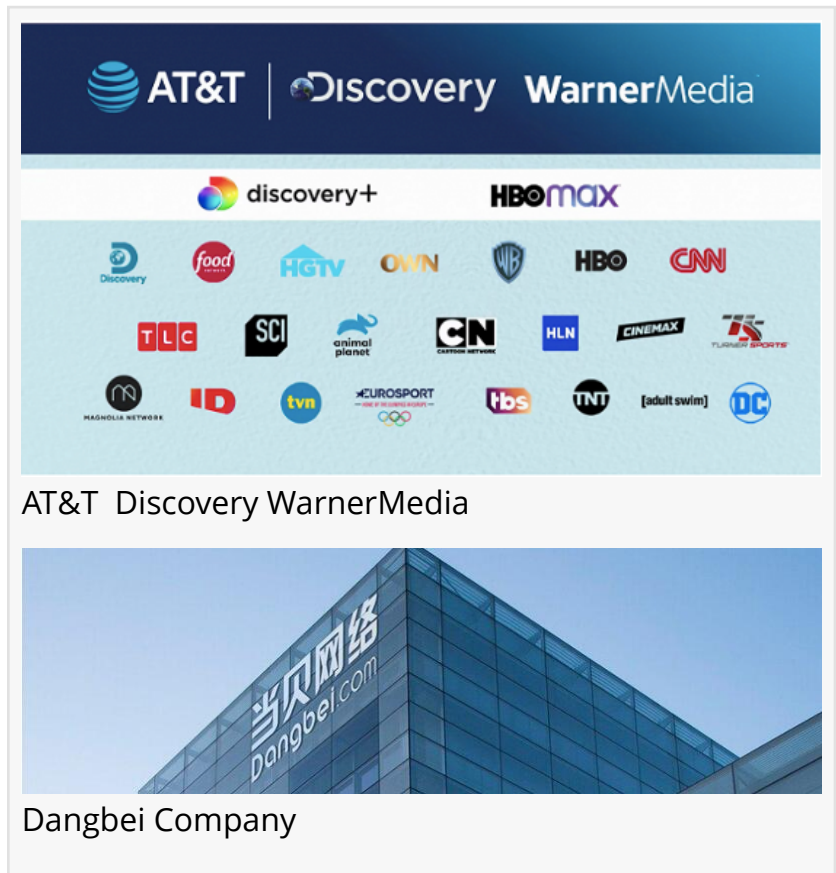 AT&T Discovery WarnerMedia
discovery+ HBOmax
Discovery food NETWORK HGTV OWN WB HBO CNN
TLC SCI animal planet CN CARTOON NETWORK HLN CINEMAX TURNER SPORTS
MAGNOLIA NETWORK ID tvn EUROSPORT tbs TNT [adult swim] DC
AT&T Discovery WarnerMedia
当贝网络
Dangbei.com
Dangbei Company